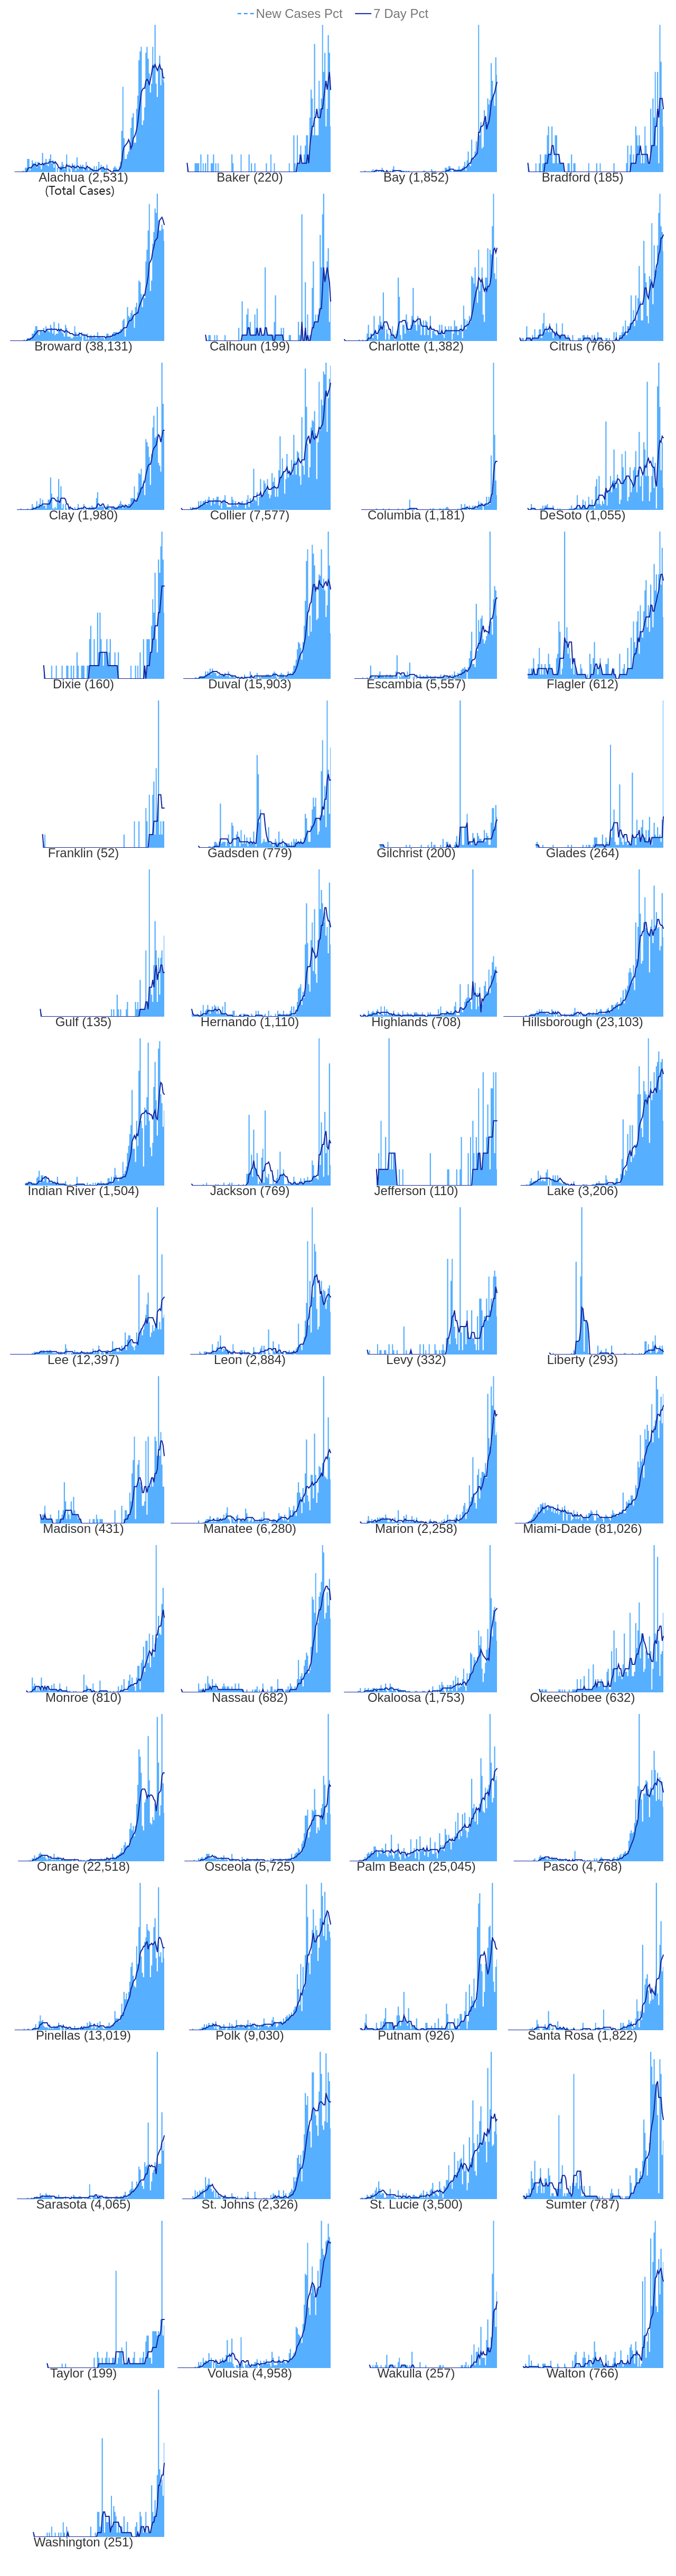 New Cases Pct 7 Day Pct
Alachua (2,531) Baker (220) Bay (1,852) Bradford (185)
(Total Cases)
Broward (38,131) Calhoun (199) Charlotte (1,382) Citrus (766)
Clay (1,980) Collier (7,577) Columbia (1,181) DeSoto (1,055)
Dixie (160) Duval (15,903) Escambia (5,557) Flagler (612)
Franklin (52) Gadsden (779) Gilchrist (200) Glades (264)
Gulf (135) Hernando (1,110) Highlands (708) Hillsborough (23,103)
Indian River (1,504) Jackson (769) Jefferson (110) Lake (3,206)
Lee (12,397) Leon (2,884) Levy (332) Liberty (293)
Madison (431) Manatee (6,280) Marion (2,258) Miami-Dade (81,026)
Monroe (810) Nassau (682) Okaloosa (1,753) Okeechobee (632)
Orange (22,518) Osceola (5,725) Palm Beach (25,045) Pasco (4,768)
Pinellas (13,019) Polk (9,030) Putnam (926) Santa Rosa (1,822)
Sarasota (4,065) St. Johns (2,326) St. Lucie (3,500) Sumter (787)
Taylor (199) Volusia (4,958) Wakulla (257) Walton (766)
Washington (251)